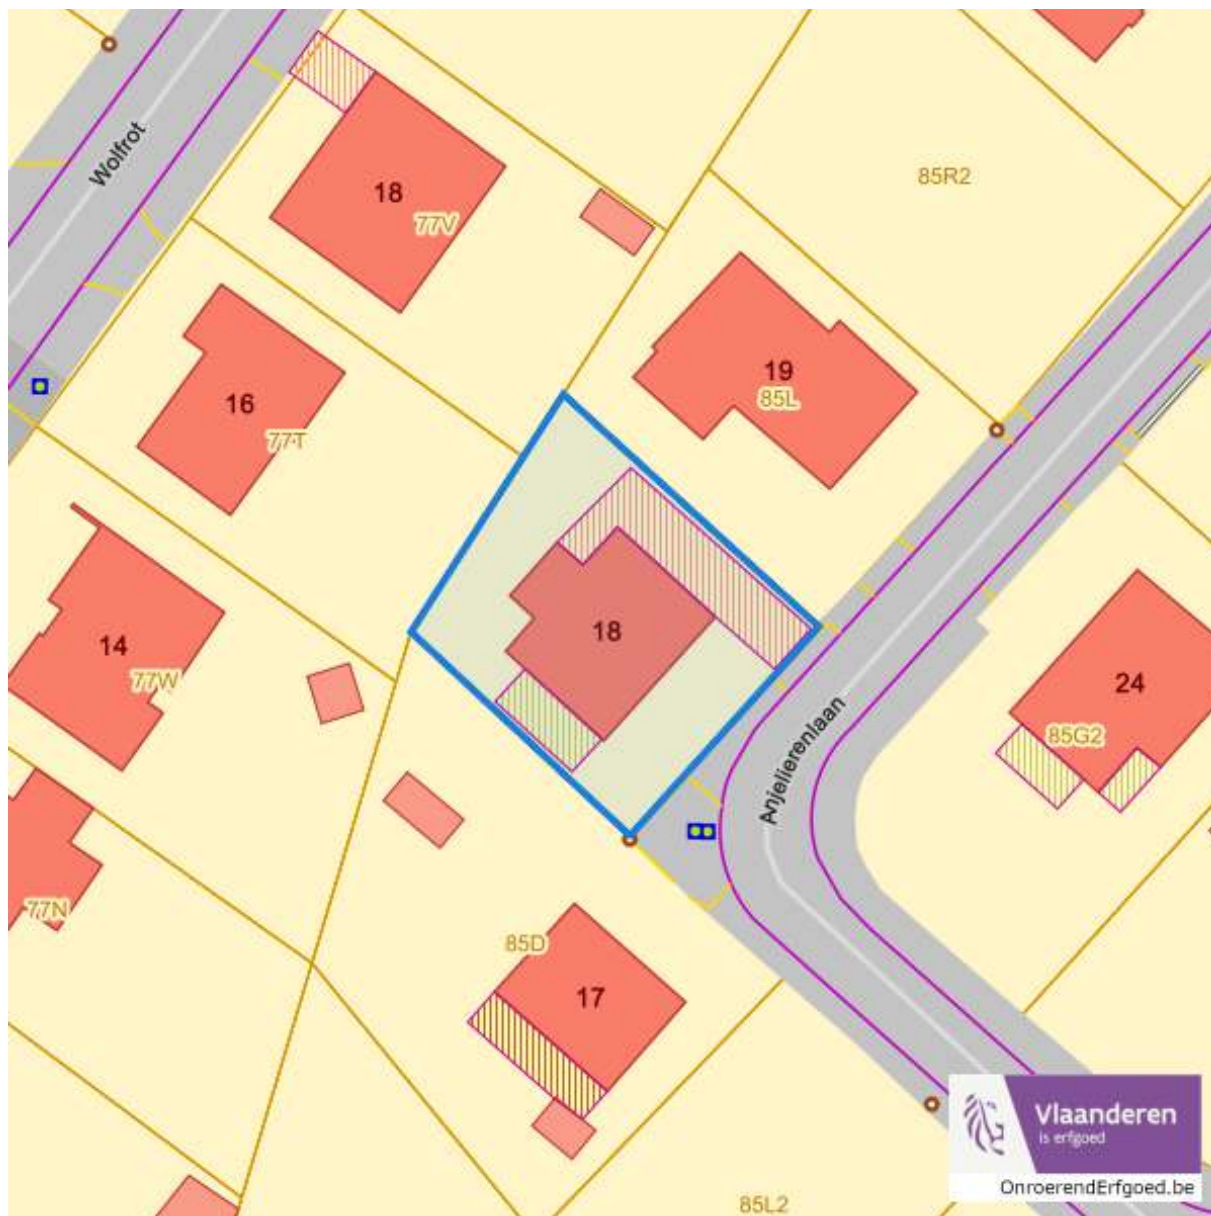 Wolfrot
18
77V
85R2
16
77T
19
85L
14
77W
18
24
85G2
Anjelierenlaan
77N
85D
17
85L2
Vlaanderen
is erfgoed
OnroerendErfgoed.be